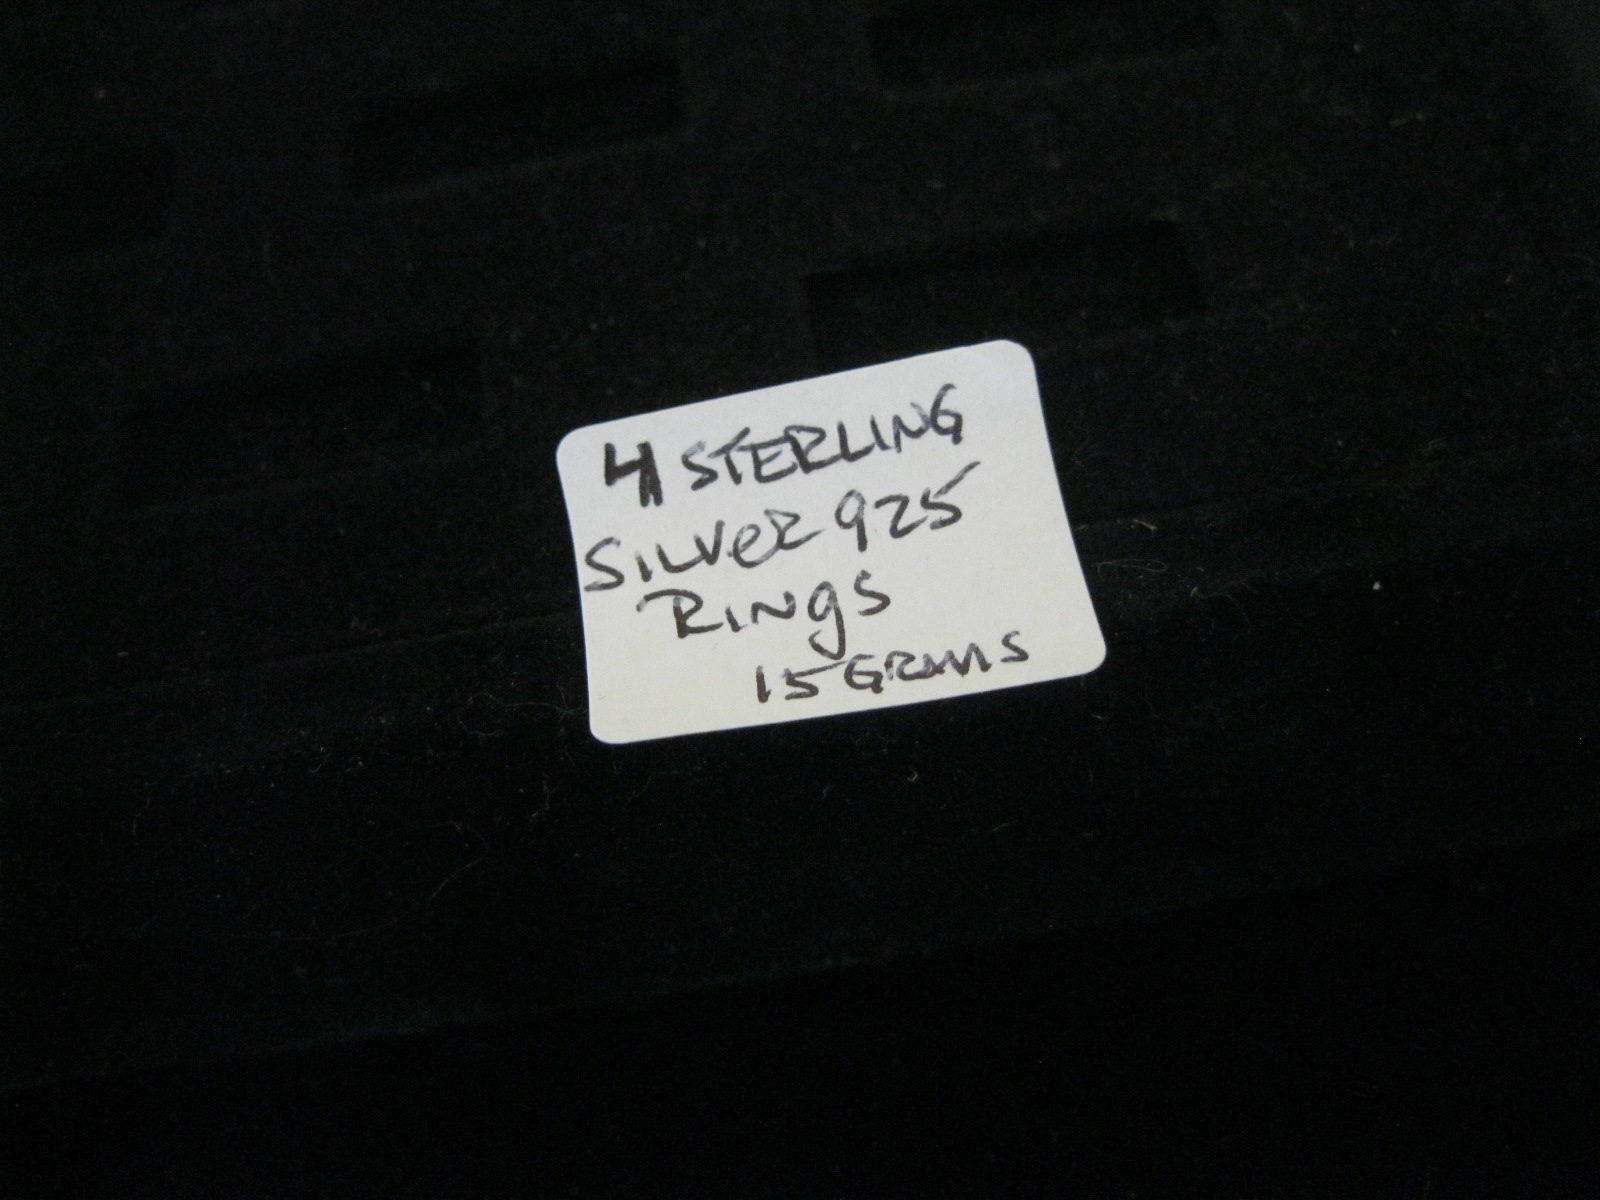 4 STERLING
SILVeR 925
RINgS
15 GRAMS